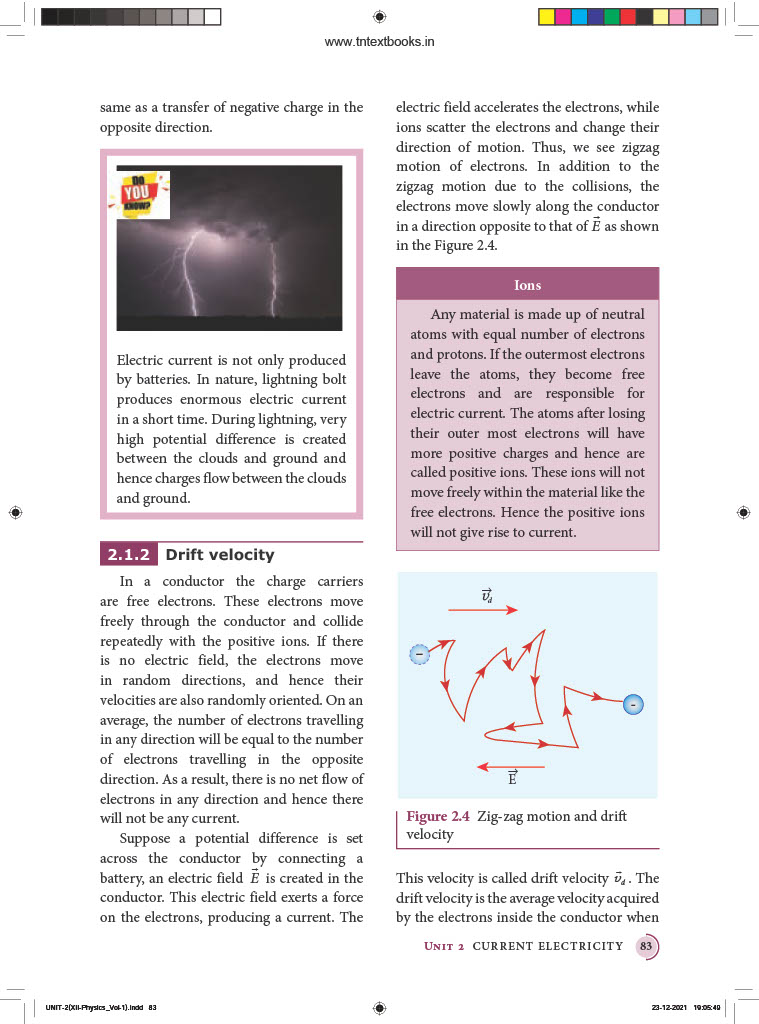 www.tntextbooks.in
same as a transfer of negative charge in the
opposite direction.
DO
YOU
KNOW?
Electric current is not only produced
by batteries. In nature, lightning bolt
produces enormous electric current
in a short time. During lightning, very
high potential difference is created
between the clouds and ground and
hence charges flow between the clouds
and ground.
2.1.2 Drift velocity
In a conductor the charge carriers
are free electrons. These electrons move
freely through the conductor and collide
repeatedly with the positive ions. If there
is no electric field, the electrons move
in random directions, and hence their
velocities are also randomly oriented. On an
average, the number of electrons travelling
in any direction will be equal to the number
of electrons travelling in the opposite
direction. As a result, there is no net flow of
electrons in any direction and hence there
will not be any current.
Suppose a potential difference is set
across the conductor by connecting a
battery, an electric field E⃗ is created in the
conductor. This electric field exerts a force
on the electrons, producing a current. The
electric field accelerates the electrons, while
ions scatter the electrons and change their
direction of motion. Thus, we see zigzag
motion of electrons. In addition to the
zigzag motion due to the collisions, the
electrons move slowly along the conductor
in a direction opposite to that of E⃗ as shown
in the Figure 2.4.
Ions
Any material is made up of neutral
atoms with equal number of electrons
and protons. If the outermost electrons
leave the atoms, they become free
electrons and are responsible for
electric current. The atoms after losing
their outer most electrons will have
more positive charges and hence are
called positive ions. These ions will not
move freely within the material like the
free electrons. Hence the positive ions
will not give rise to current.
v⃗d
−
-
E⃗
Figure 2.4 Zig-zag motion and drift
velocity
This velocity is called drift velocity v⃗d . The
drift velocity is the average velocity acquired
by the electrons inside the conductor when
UNIT 2 CURRENT ELECTRICITY 83
UNIT-2(XII-Physics_Vol-1).indd 83
23-12-2021 19:05:49